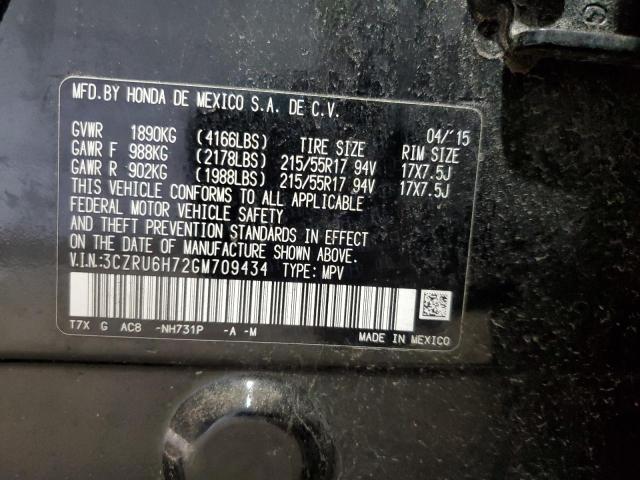 MFD.BY HONDA DE MEXICO S.A. DE C.V.
04/'15
GVWR 1890KG (4166LBS) TIRE SIZE RIM SIZE
GAWR F 988KG (2178LBS) 215/55R17 94V 17X7.5J
GAWR R 902KG (1988LBS) 215/55R17 94V 17X7.5J
THIS VEHICLE CONFORMS TO ALL APPLICABLE
FEDERAL MOTOR VEHICLE SAFETY
AND THEFT PREVENTION STANDARDS IN EFFECT
ON THE DATE OF MANUFACTURE SHOWN ABOVE.
V.I.N.:3CZRU6H72GM709434 TYPE: MPV
T7X G AC8 -NH731P -A -M MADE IN MEXICO